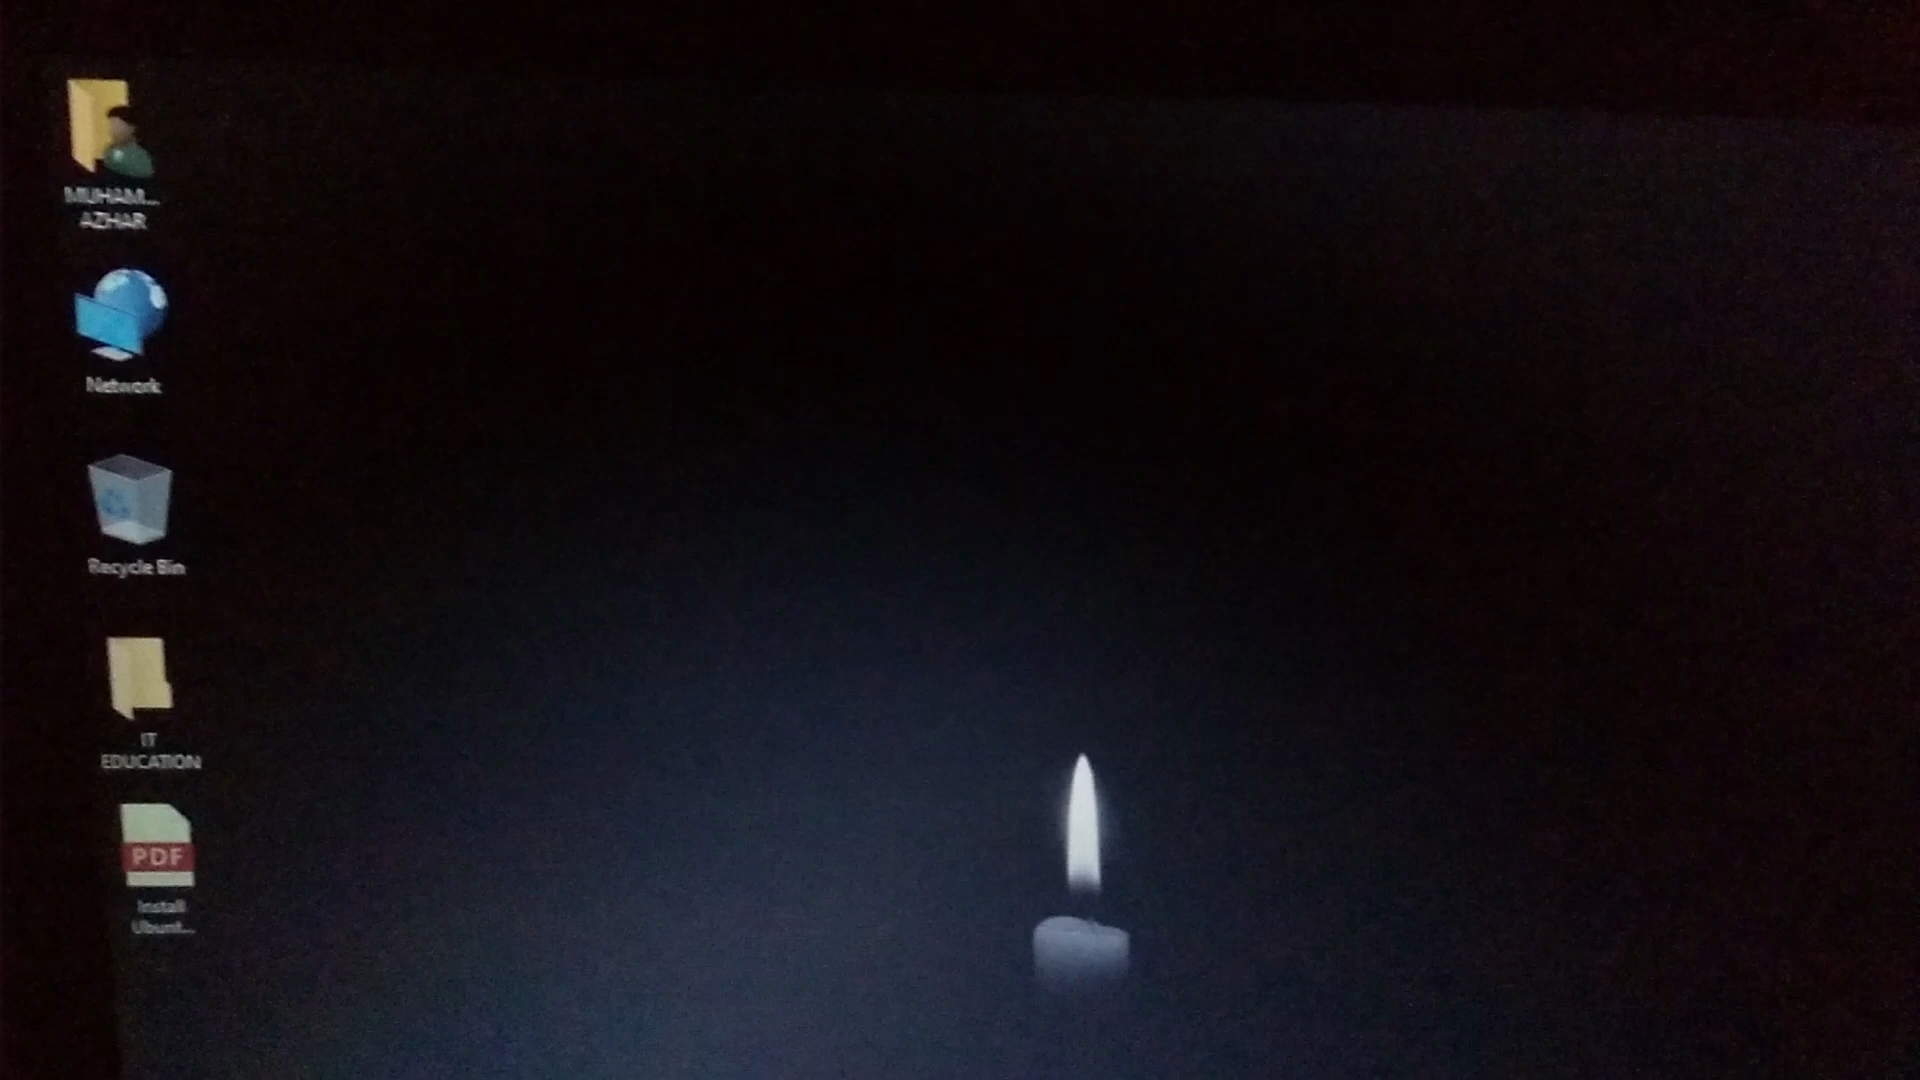 MUHAM...
AZHAR
Network
Recycle Bin
IT
EDUCATION
PDF
Install
Ubunt...